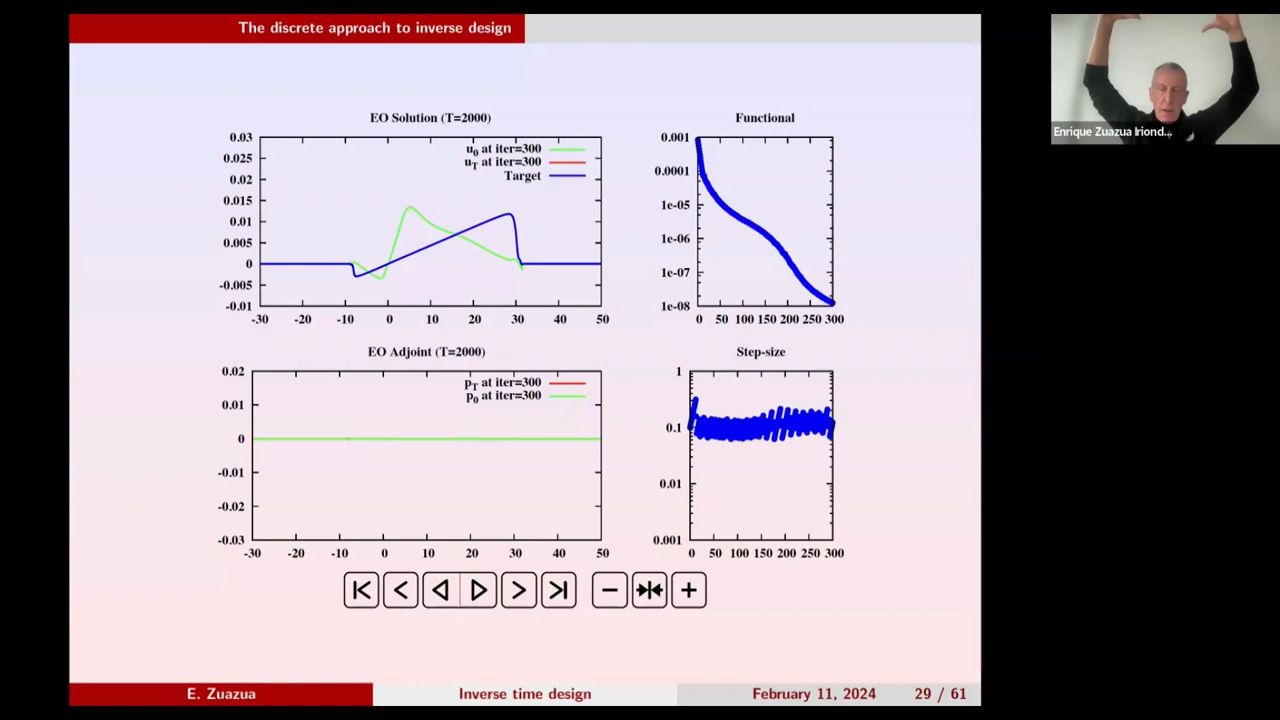 The discrete approach to inverse design
Enrique Zuazua Iriond...
EO Solution (T=2000)
0.03
0.025
0.02
0.015
0.01
0.005
0
-0.005
-0.01
-30 -20 -10 0 10 20 30 40 50
u0 at iter=300
uT at iter=300
Target
Functional
0.001
0.0001
1e-05
1e-06
1e-07
1e-08
0 50 100 150 200 250 300
EO Adjoint (T=2000)
0.02
0.01
0
-0.01
-0.02
-0.03
-30 -20 -10 0 10 20 30 40 50
pT at iter=300
p0 at iter=300
Step-size
1
0.1
0.01
0.001
0 50 100 150 200 250 300
E. Zuazua
Inverse time design
February 11, 2024 29 / 61